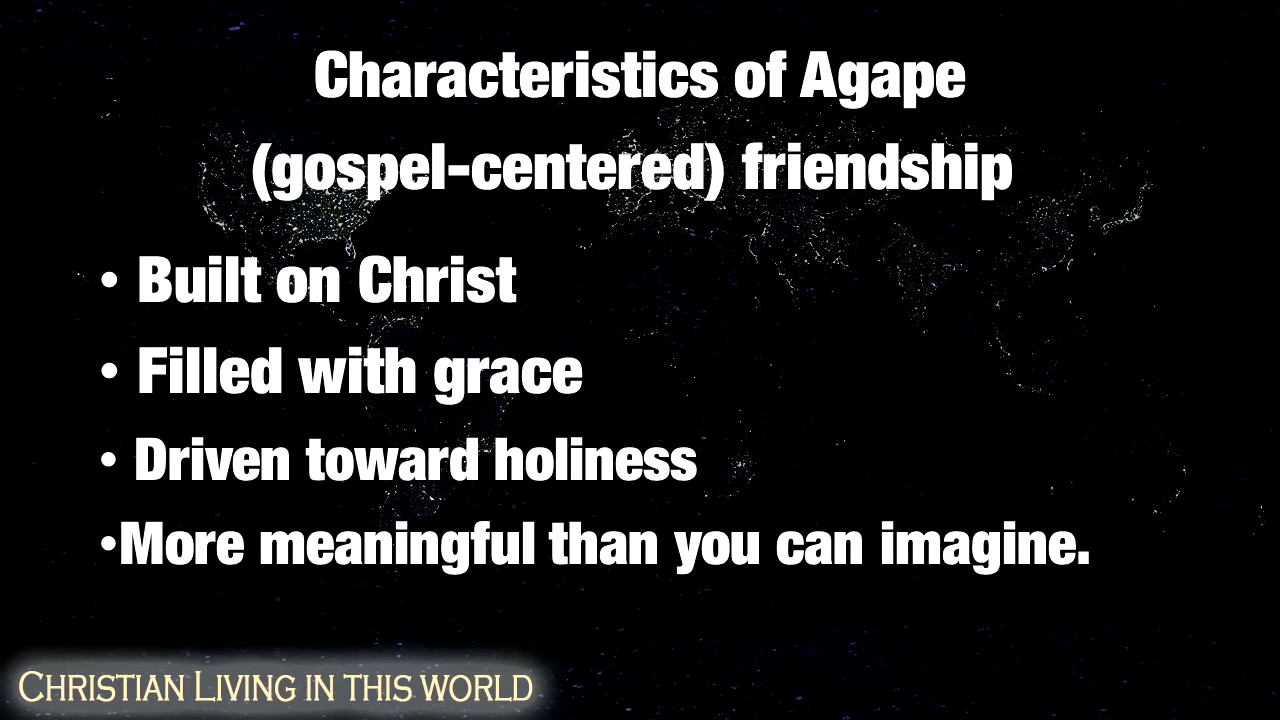 Characteristics of Agape
(gospel-centered) friendship
• Built on Christ
• Filled with grace
• Driven toward holiness
•More meaningful than you can imagine.
Christian Living in this world